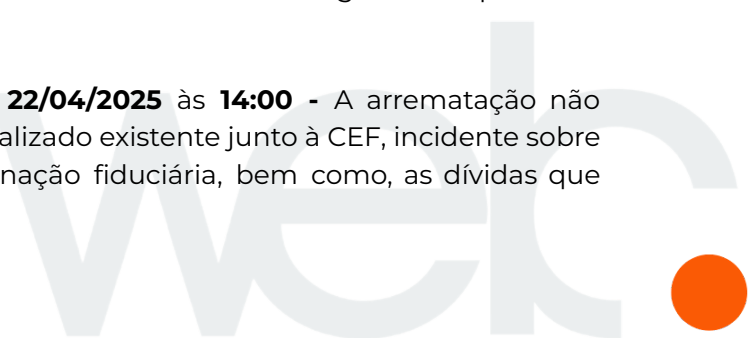 22/04/2025 às 14:00 - A arrematação não
alizado existente junto à CEF, incidente sobre
nação fiduciária, bem como, as dívidas que
web.